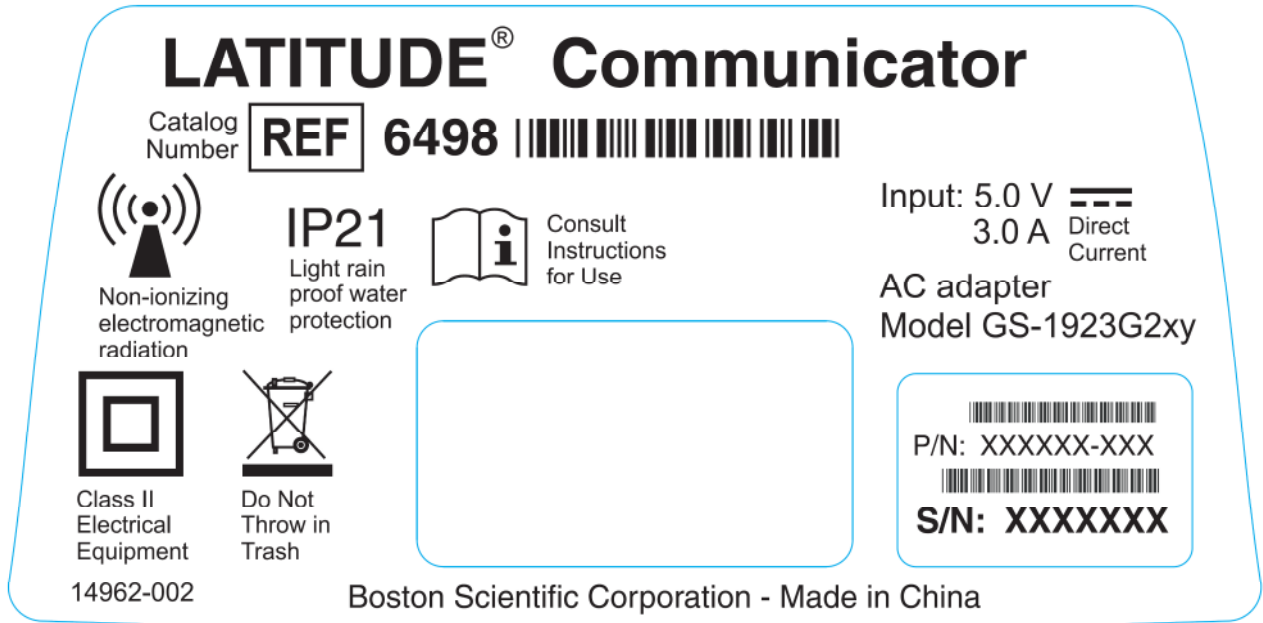 LATITUDE® Communicator
Catalog
Number
REF
6498
Non-ionizing
electromagnetic
radiation
IP21
Light rain
proof water
protection
Consult
Instructions
for Use
Input: 5.0 V
3.0 A
Direct
Current
AC adapter
Model GS-1923G2xy
Class II
Electrical
Equipment
Do Not
Throw in
Trash
P/N: XXXXXX-XXX
S/N: XXXXXXX
14962-002
Boston Scientific Corporation - Made in China